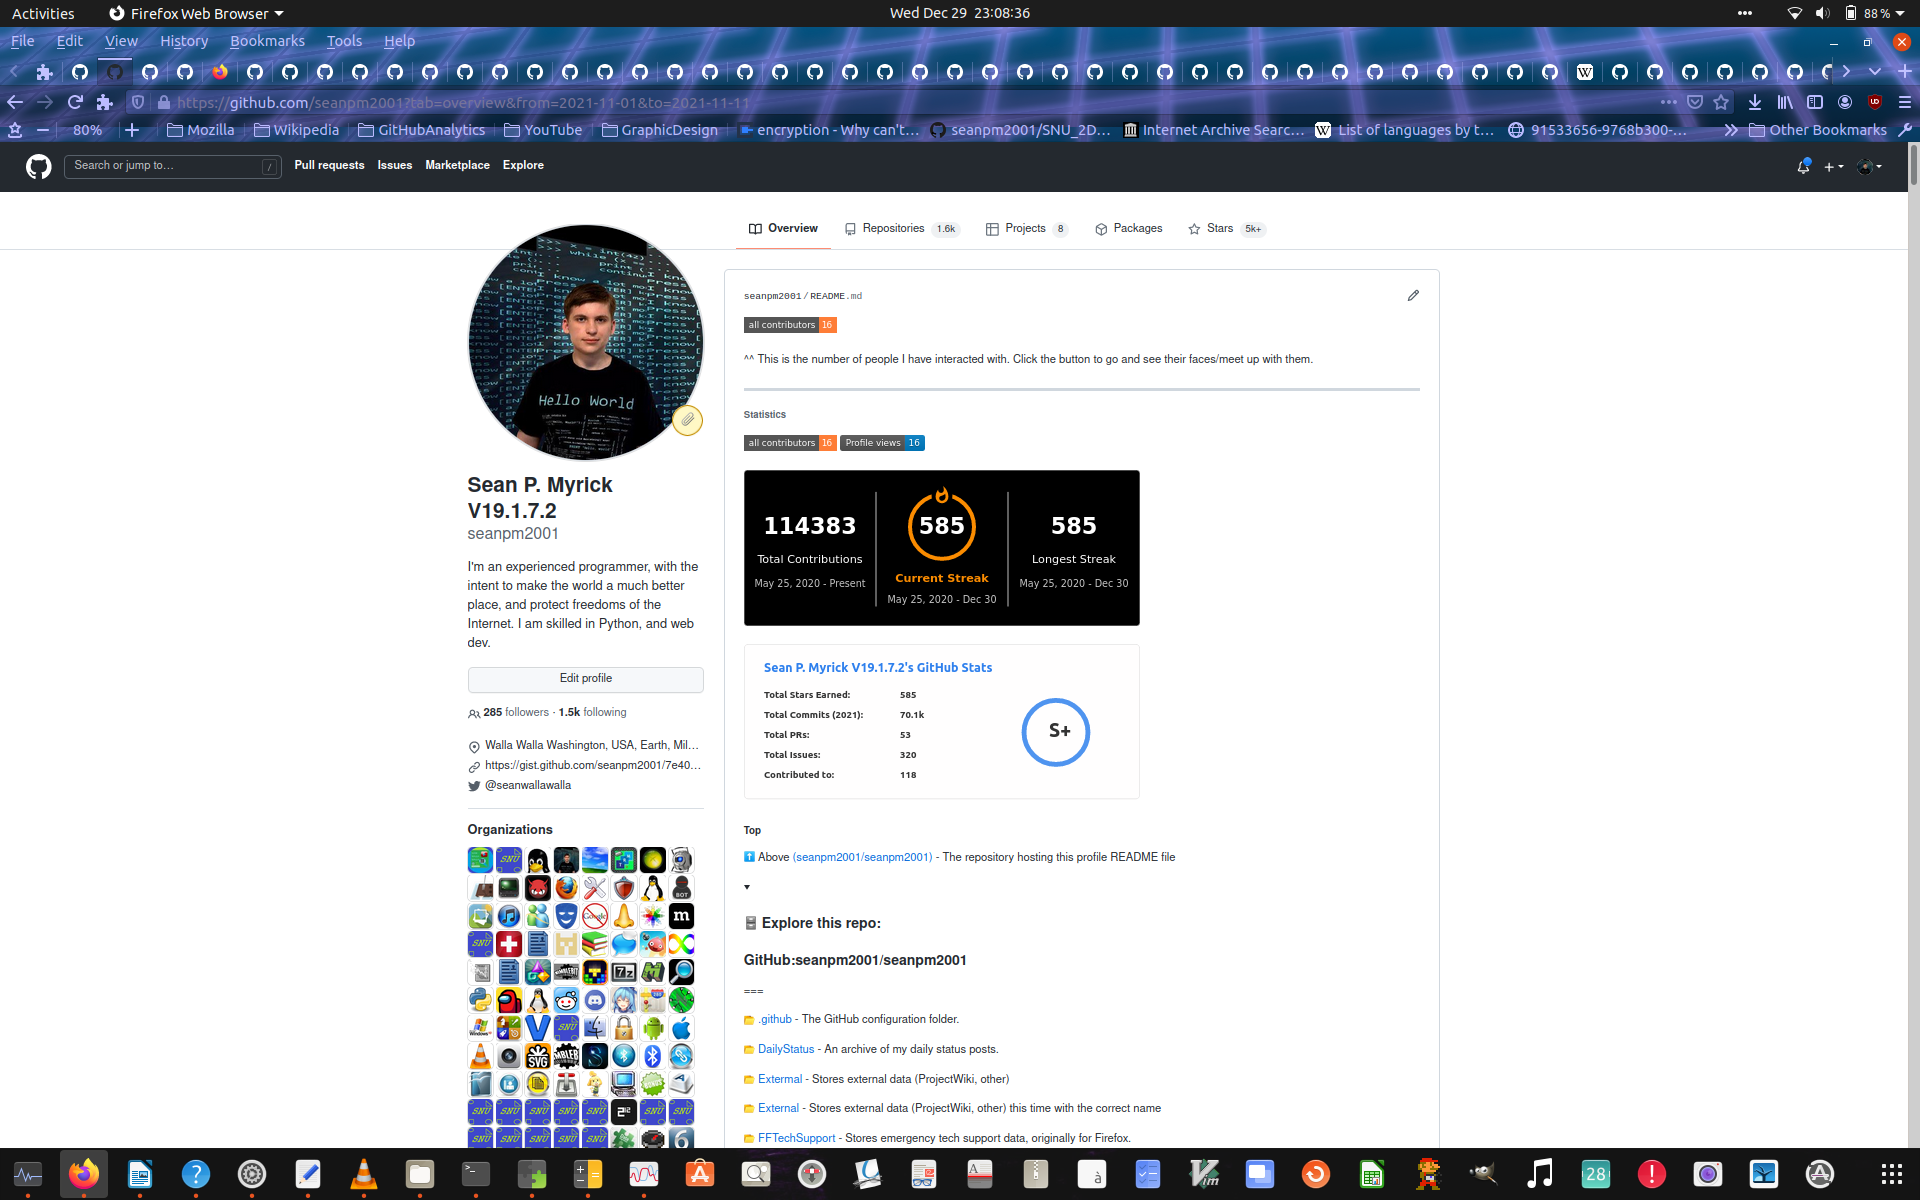 Activities
Firefox Web Browser
Wed Dec 29 23:08:36
88 %
File Edit View History Bookmarks Tools Help
https://github.com/seanpm2001?tab=overview&from=2021-11-01&to=2021-11-11
80%
Mozilla
Wikipedia
GitHubAnalytics
YouTube
GraphicDesign
encryption - Why can't…
seanpm2001/SNU_2D…
Internet Archive Searc…
List of languages by t…
91533656-9768b300-…
Other Bookmarks
Search or jump to…
/
Pull requests Issues Marketplace Explore
Overview
Repositories 1.6k
Projects 8
Packages
Stars 5k+
Hello World
Sean P. Myrick
V19.1.7.2
seanpm2001
I'm an experienced programmer, with the
intent to make the world a much better
place, and protect freedoms of the
Internet. I am skilled in Python, and web
dev.
Edit profile
285 followers · 1.5k following
Walla Walla Washington, USA, Earth, Mil…
https://gist.github.com/seanpm2001/7e40…
@seanwallawalla
Organizations
seanpm2001/README.md
all contributors 16
^^ This is the number of people I have interacted with. Click the button to go and see their faces/meet up with them.
Statistics
all contributors 16 Profile views 16
114383
Total Contributions
May 25, 2020 - Present
585
Current Streak
May 25, 2020 - Dec 30
585
Longest Streak
May 25, 2020 - Dec 30
Sean P. Myrick V19.1.7.2's GitHub Stats
Total Stars Earned: 585
Total Commits (2021): 70.1k
Total PRs: 53
Total Issues: 320
Contributed to: 118
S+
Top
Above (seanpm2001/seanpm2001) - The repository hosting this profile README file
Explore this repo:
GitHub:seanpm2001/seanpm2001
===
.github - The GitHub configuration folder.
DailyStatus - An archive of my daily status posts.
Extermal - Stores external data (ProjectWiki, other)
External - Stores external data (ProjectWiki, other) this time with the correct name
FFTechSupport - Stores emergency tech support data, originally for Firefox.
28